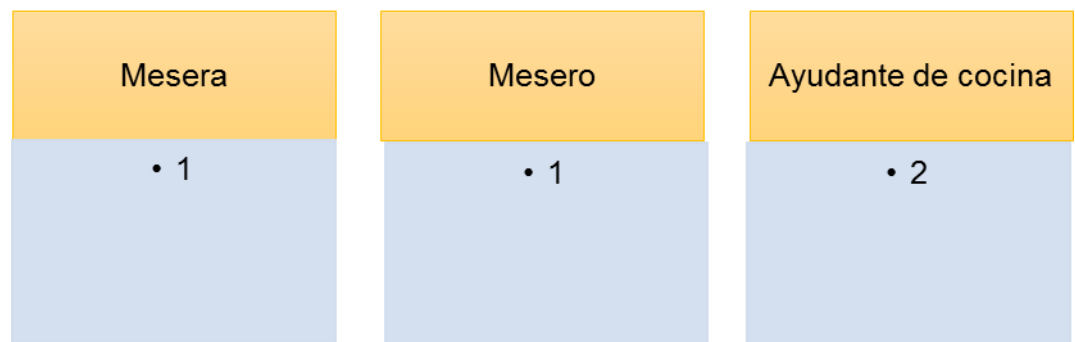 Mesera
• 1
Mesero
• 1
Ayudante de cocina
• 2